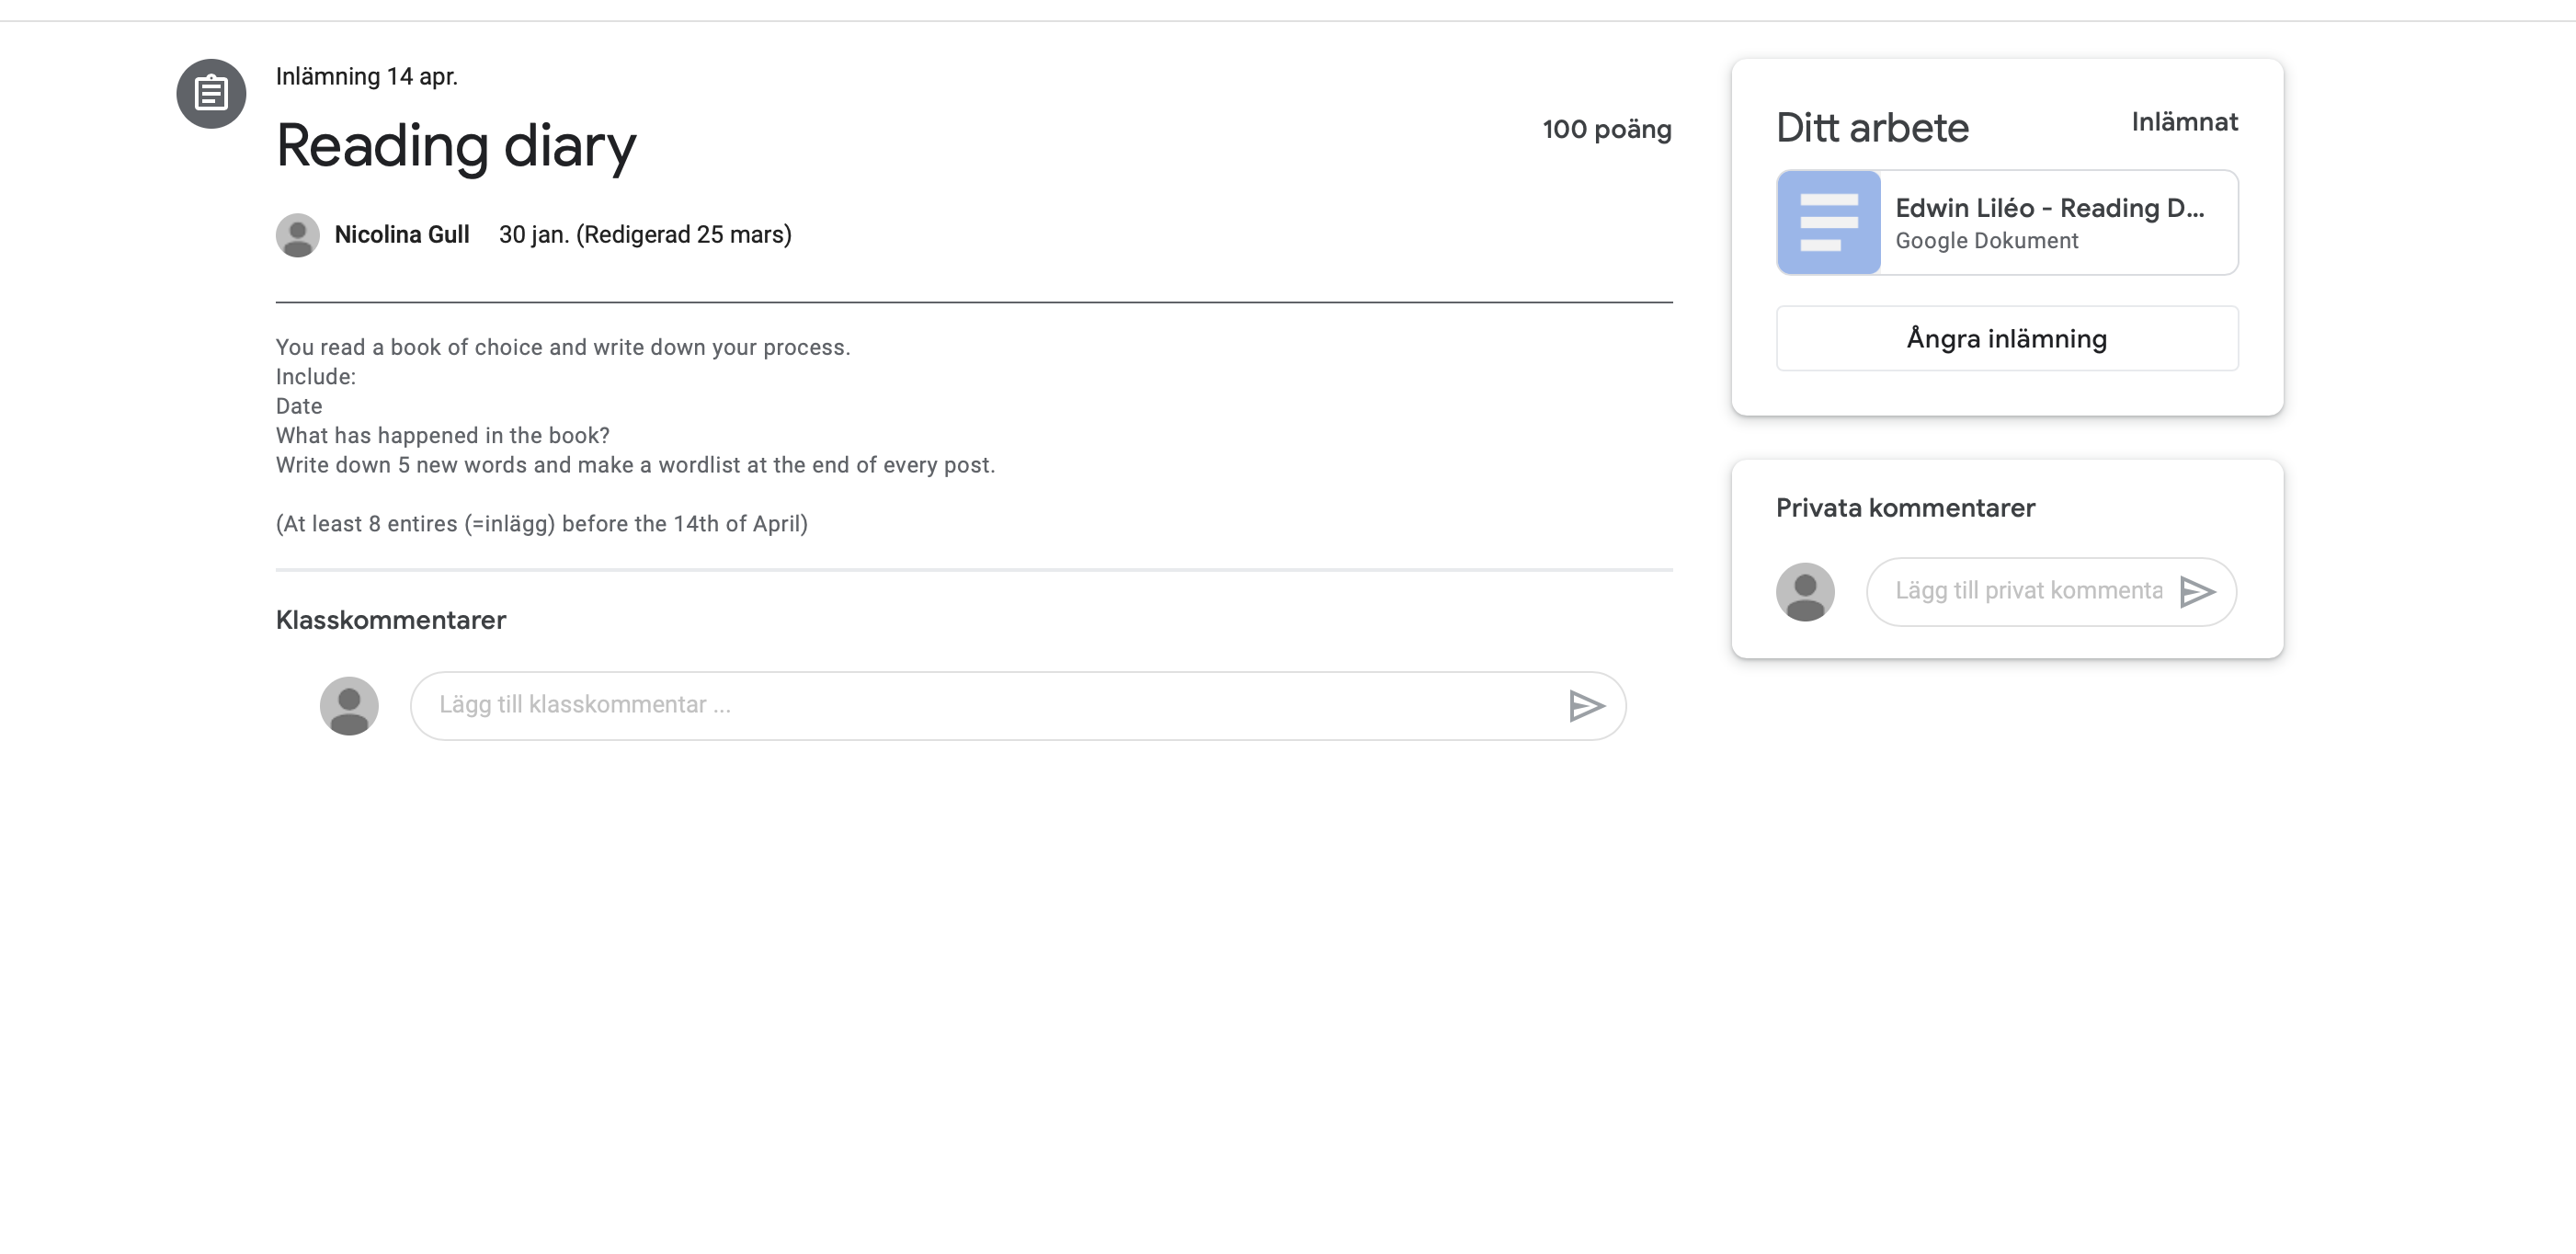 Inlämning 14 apr.
Reading diary
100 poäng
Nicolina Gull 30 jan. (Redigerad 25 mars)
You read a book of choice and write down your process.
Include:
Date
What has happened in the book?
Write down 5 new words and make a wordlist at the end of every post.
(At least 8 entires (=inlägg) before the 14th of April)
Klasskommentarer
Lägg till klasskommentar ...
Ditt arbete
Inlämnat
Edwin Liléo - Reading D...
Google Dokument
Ångra inlämning
Privata kommentarer
Lägg till privat kommenta